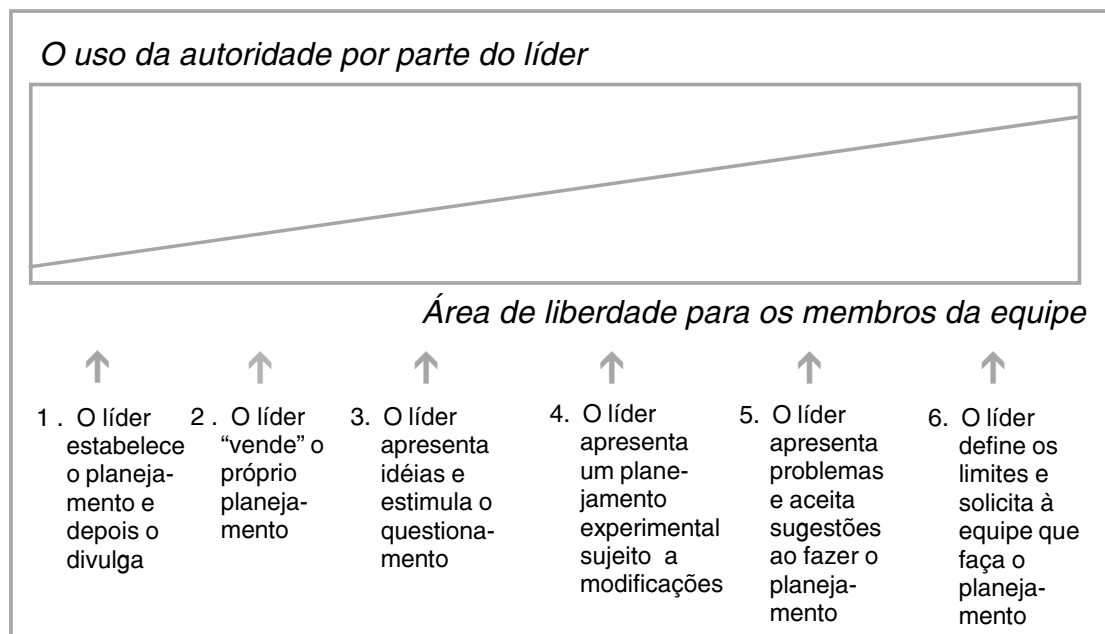 O uso da autoridade por parte do líder
Área de liberdade para os membros da equipe
1 . O líder
estabelece
o planeja-
mento e
depois o
divulga
2 . O líder
“vende” o
próprio
planeja-
mento
3. O líder
apresenta
idéias e
estimula o
questiona-
mento
4. O líder
apresenta
um plane-
jamento
experimental
sujeito a
modificações
5. O líder
apresenta
problemas
e aceita
sugestões
ao fazer o
planeja-
mento
6. O líder
define os
limites e
solicita à
equipe que
faça o
planeja-
mento